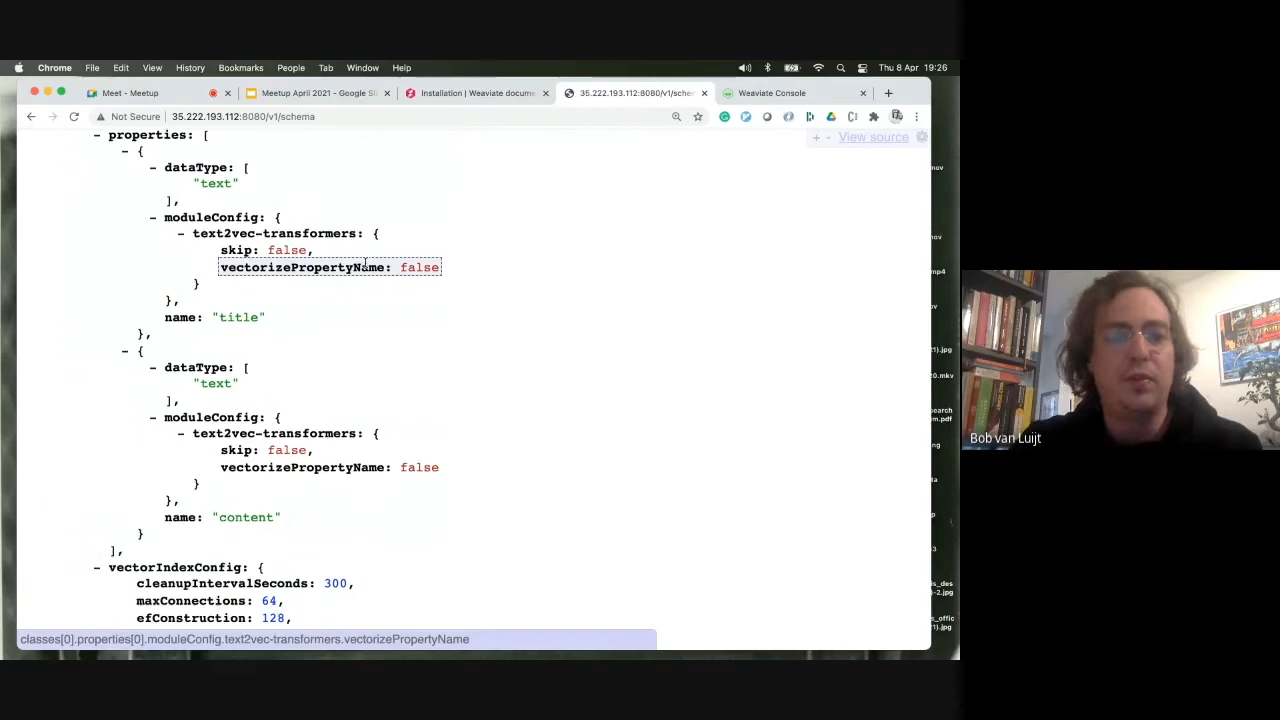 Chrome File Edit View History Bookmarks People Tab Window Help Thu 8 Apr 19:26
Meet - Meetup
Meetup April 2021 - Google Sl
Installation | Weaviate docume
35.222.193.112:8080/v1/schem
Weaviate Console
Not Secure | 35.222.193.112:8080/v1/schema
+ - View source
- properties: [
- {
- dataType: [
"text"
],
- moduleConfig: {
- text2vec-transformers: {
skip: false,
vectorizePropertyName: false
}
},
name: "title"
},
- {
- dataType: [
"text"
],
- moduleConfig: {
- text2vec-transformers: {
skip: false,
vectorizePropertyName: false
}
},
name: "content"
}
],
- vectorIndexConfig: {
cleanupIntervalSeconds: 300,
maxConnections: 64,
efConstruction: 128,
classes[0].properties[0].moduleConfig.text2vec-transformers.vectorizePropertyName
Bob van Luijt